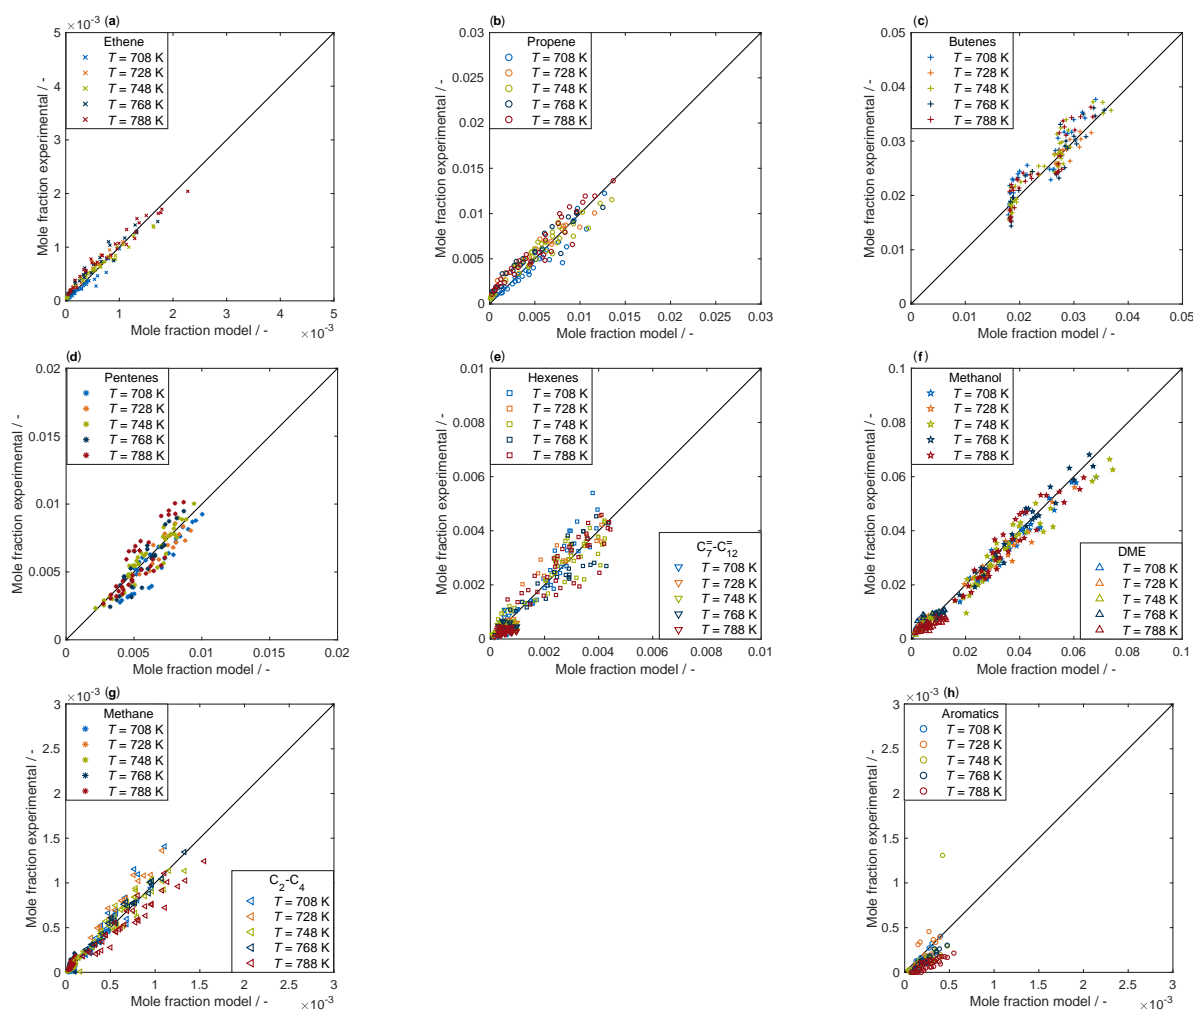 ×10⁻³ (a)
5
4
3
2
1
0
0 1 2 3 4 5
×10⁻³
Mole fraction experimental / -
Mole fraction model / -
Ethene
T = 708 K
T = 728 K
T = 748 K
T = 768 K
T = 788 K
(b)
0.03
0.025
0.02
0.015
0.01
0.005
0
0 0.005 0.01 0.015 0.02 0.025 0.03
Mole fraction experimental / -
Mole fraction model / -
Propene
T = 708 K
T = 728 K
T = 748 K
T = 768 K
T = 788 K
(c)
0.05
0.04
0.03
0.02
0.01
0
0 0.01 0.02 0.03 0.04 0.05
Mole fraction experimental / -
Mole fraction model / -
Butenes
T = 708 K
T = 728 K
T = 748 K
T = 768 K
T = 788 K
(d)
0.02
0.015
0.01
0.005
0
0 0.005 0.01 0.015 0.02
Mole fraction experimental / -
Mole fraction model / -
Pentenes
T = 708 K
T = 728 K
T = 748 K
T = 768 K
T = 788 K
(e)
0.01
0.008
0.006
0.004
0.002
0
0 0.002 0.004 0.006 0.008 0.01
Mole fraction experimental / -
Mole fraction model / -
Hexenes
T = 708 K
T = 728 K
T = 748 K
T = 768 K
T = 788 K
C₇⁼-C₁₂⁼
T = 708 K
T = 728 K
T = 748 K
T = 768 K
T = 788 K
(f)
0.1
0.08
0.06
0.04
0.02
0
0 0.02 0.04 0.06 0.08 0.1
Mole fraction experimental / -
Mole fraction model / -
Methanol
T = 708 K
T = 728 K
T = 748 K
T = 768 K
T = 788 K
DME
T = 708 K
T = 728 K
T = 748 K
T = 768 K
T = 788 K
×10⁻³ (g)
3
2.5
2
1.5
1
0.5
0
0 0.5 1 1.5 2 2.5 3
×10⁻³
Mole fraction experimental / -
Mole fraction model / -
Methane
T = 708 K
T = 728 K
T = 748 K
T = 768 K
T = 788 K
C₂-C₄
T = 708 K
T = 728 K
T = 748 K
T = 768 K
T = 788 K
×10⁻³ (h)
3
2.5
2
1.5
1
0.5
0
0 0.5 1 1.5 2 2.5 3
×10⁻³
Mole fraction experimental / -
Mole fraction model / -
Aromatics
T = 708 K
T = 728 K
T = 748 K
T = 768 K
T = 788 K